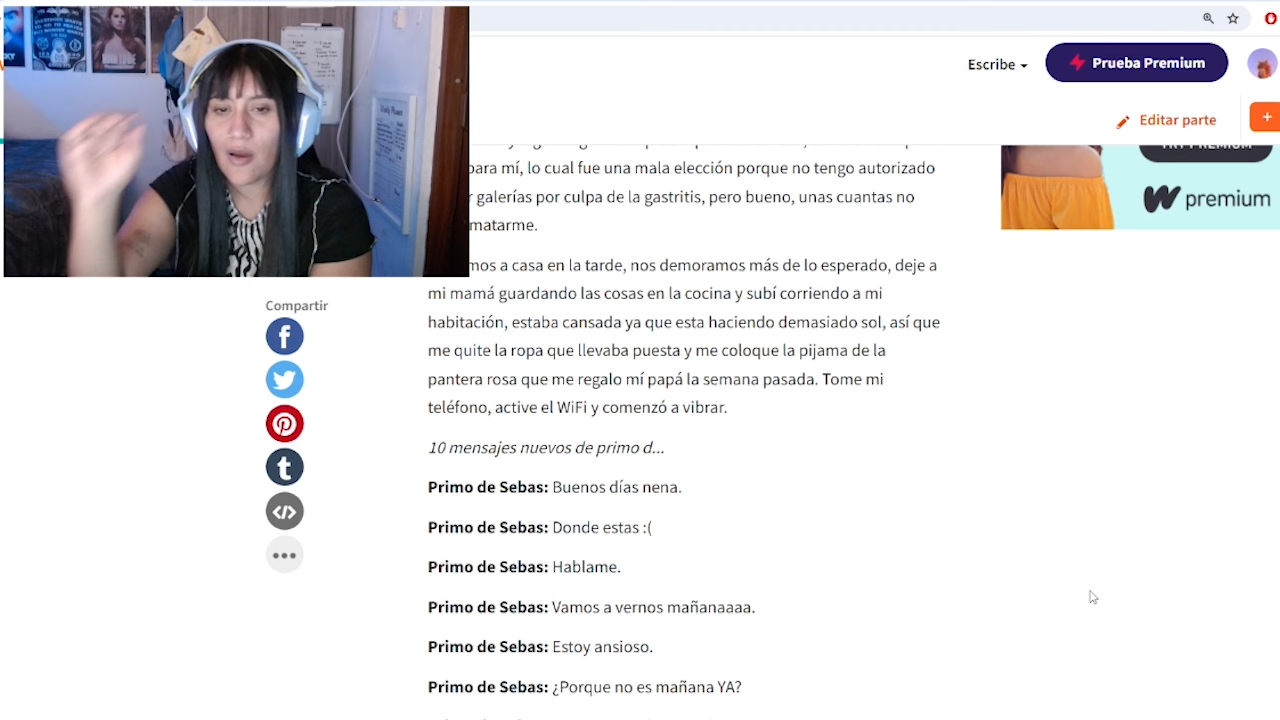 Escribe
Prueba Premium
Editar parte
+
TRY PREMIUM
premium
para mí, lo cual fue una mala elección porque no tengo autorizado
galerías por culpa de la gastritis, pero bueno, unas cuantas no
matarme.
mos a casa en la tarde, nos demoramos más de lo esperado, deje a
mi mamá guardando las cosas en la cocina y subí corriendo a mi
habitación, estaba cansada ya que esta haciendo demasiado sol, así que
me quite la ropa que llevaba puesta y me coloque la pijama de la
pantera rosa que me regalo mí papá la semana pasada. Tome mi
teléfono, active el WiFi y comenzó a vibrar.
10 mensajes nuevos de primo d...
Primo de Sebas: Buenos días nena.
Primo de Sebas: Donde estas :(
Primo de Sebas: Hablame.
Primo de Sebas: Vamos a vernos mañanaaaa.
Primo de Sebas: Estoy ansioso.
Primo de Sebas: ¿Porque no es mañana YA?
Compartir